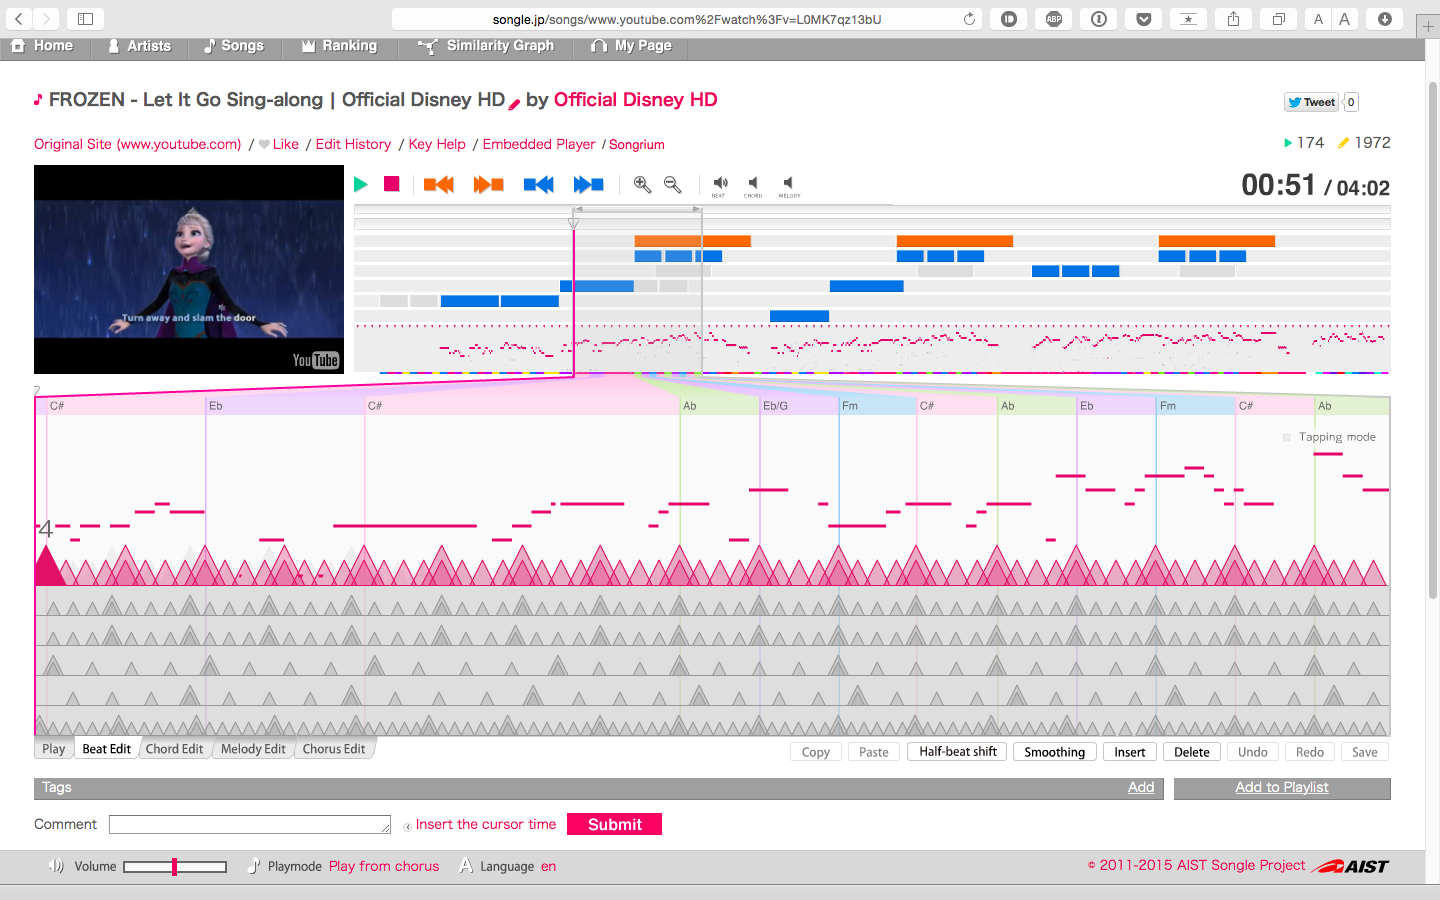 songle.jp/songs/www.youtube.com%2Fwatch%3Fv=L0MK7qz13bU
ABP
A A
Home Artists Songs Ranking Similarity Graph My Page
FROZEN - Let It Go Sing-along | Official Disney HD by Official Disney HD
Tweet 0
Original Site (www.youtube.com) / Like / Edit History / Key Help / Embedded Player / Songrium
174 1972
BEAT CHORD MELODY
00:51 / 04:02
Turn away and slam the door
YouTube
7
C# Eb C# Ab Eb/G Fm C# Ab Eb Fm C# Ab
Tapping mode
4
Play Beat Edit Chord Edit Melody Edit Chorus Edit
Copy Paste Half-beat shift Smoothing Insert Delete Undo Redo Save
Tags Add Add to Playlist
Comment Insert the cursor time Submit
Volume Playmode Play from chorus A Language en
© 2011-2015 AIST Songle Project AIST